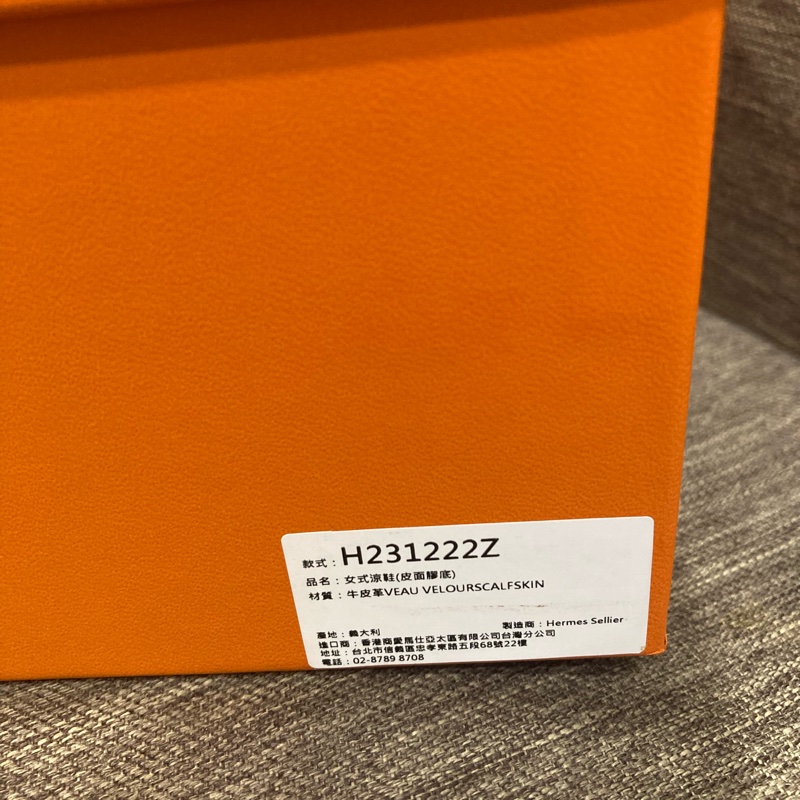 款式：H231222Z
品名：女式涼鞋(皮面膠底)
材質：牛皮革VEAU VELOURSCALFSKIN
產地：義大利 製造商：Hermes Sellier
進口商：香港商愛馬仕亞太區有限公司台灣分公司
地址：台北市信義區忠孝東路五段68號22樓
電話：02-8789 8708